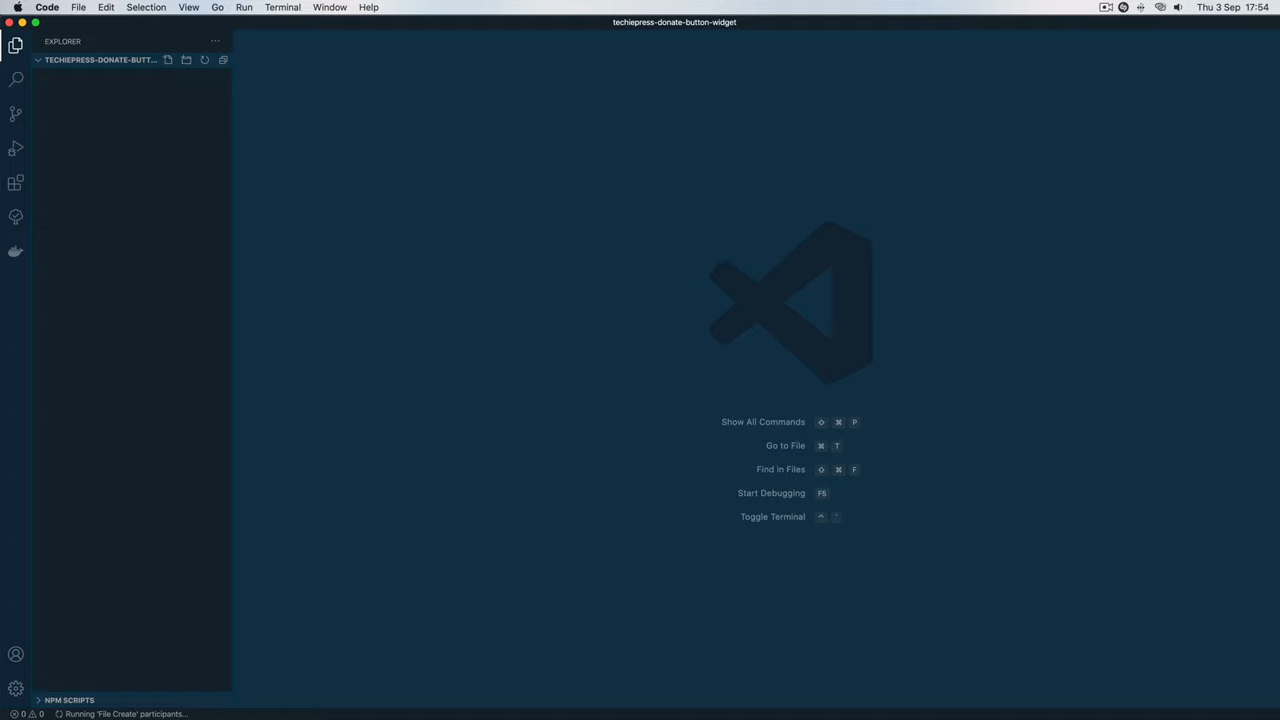 Code File Edit Selection View Go Run Terminal Window Help Thu 3 Sep 17:54
techiepress-donate-button-widget
EXPLORER ...
TECHIEPRESS-DONATE-BUTT...
Show All Commands ⇧ ⌘ P
Go to File ⌘ T
Find in Files ⇧ ⌘ F
Start Debugging F5
Toggle Terminal ^ `
NPM SCRIPTS
0 0 Running 'File Create' participants...